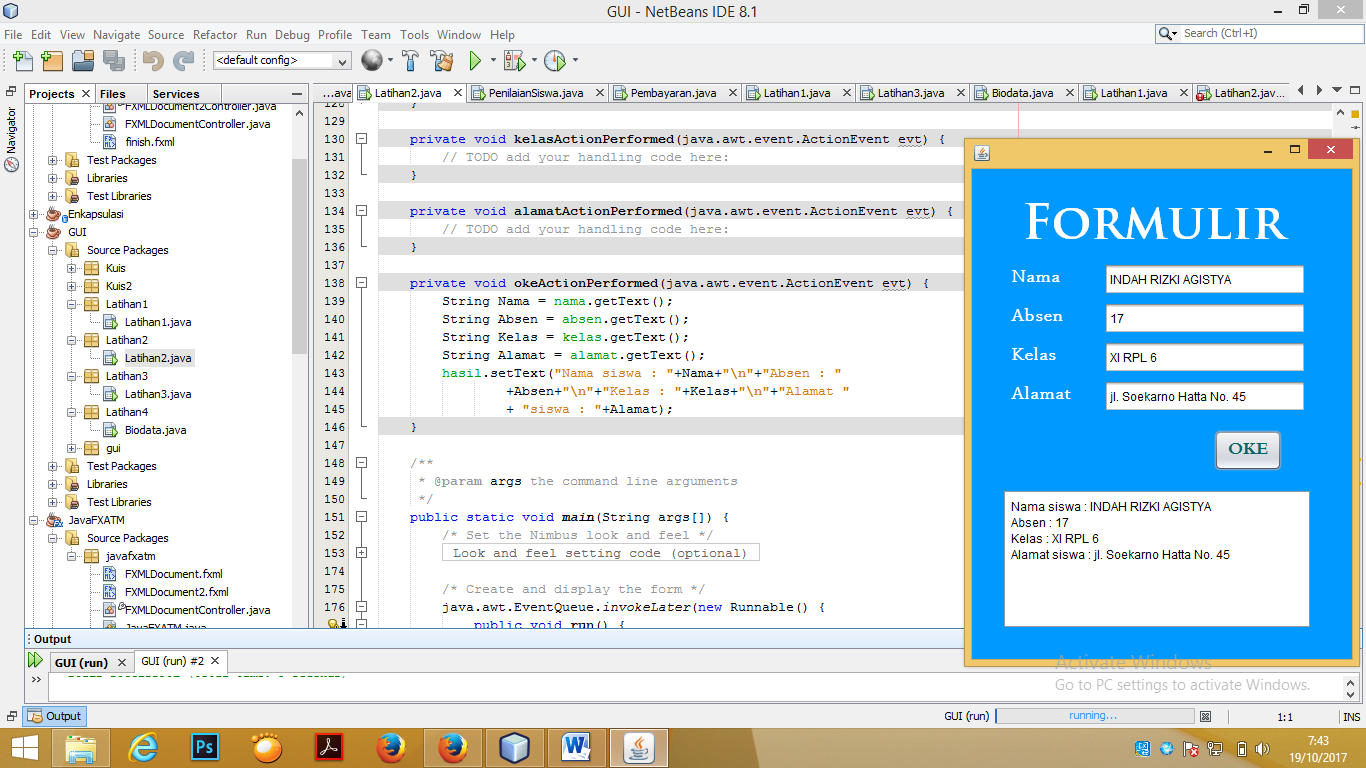 GUI - NetBeans IDE 8.1
File Edit View Navigate Source Refactor Run Debug Profile Team Tools Window Help
Search (Ctrl+I)
<default config>
Projects Files Services
...ava Latihan2.java PenilaianSiswa.java Pembayaran.java Latihan1.java Latihan3.java Biodata.java Latihan1.java Latihan2.jav...
Navigator
FXMLDocument2Controller.java
FXMLDocumentController.java
finish.fxml
Test Packages
Libraries
Test Libraries
Enkapsulasi
GUI
Source Packages
Kuis
Kuis2
Latihan1
Latihan1.java
Latihan2
Latihan2.java
Latihan3
Latihan3.java
Latihan4
Biodata.java
gui
Test Packages
Libraries
Test Libraries
JavaFXATM
Source Packages
javafxatm
FXMLDocument.fxml
FXMLDocument2.fxml
FXMLDocumentController.java
JavaFXATM.java
128 }
129
130 private void kelasActionPerformed(java.awt.event.ActionEvent evt) {
131 // TODO add your handling code here:
132 }
133
134 private void alamatActionPerformed(java.awt.event.ActionEvent evt) {
135 // TODO add your handling code here:
136 }
137
138 private void okeActionPerformed(java.awt.event.ActionEvent evt) {
139 String Nama = nama.getText();
140 String Absen = absen.getText();
141 String Kelas = kelas.getText();
142 String Alamat = alamat.getText();
143 hasil.setText("Nama siswa : "+Nama+"\n"+"Absen : "
144 +Absen+"\n"+"Kelas : "+Kelas+"\n"+"Alamat "
145 + "siswa : "+Alamat);
146 }
147
148 /**
149 * @param args the command line arguments
150 */
151 public static void main(String args[]) {
152 /* Set the Nimbus look and feel */
153 Look and feel setting code (optional)
174
175 /* Create and display the form */
176 java.awt.EventQueue.invokeLater(new Runnable() {
public void run() {
Formulir
Nama INDAH RIZKI AGISTYA
Absen 17
Kelas XI RPL 6
Alamat jl. Soekarno Hatta No. 45
OKE
Nama siswa : INDAH RIZKI AGISTYA
Absen : 17
Kelas : XI RPL 6
Alamat siswa : jl. Soekarno Hatta No. 45
Output
GUI (run) GUI (run) #2
Activate Windows
Go to PC settings to activate Windows.
Output
GUI (run) running... 1:1 INS
Ps
7:43
19/10/2017